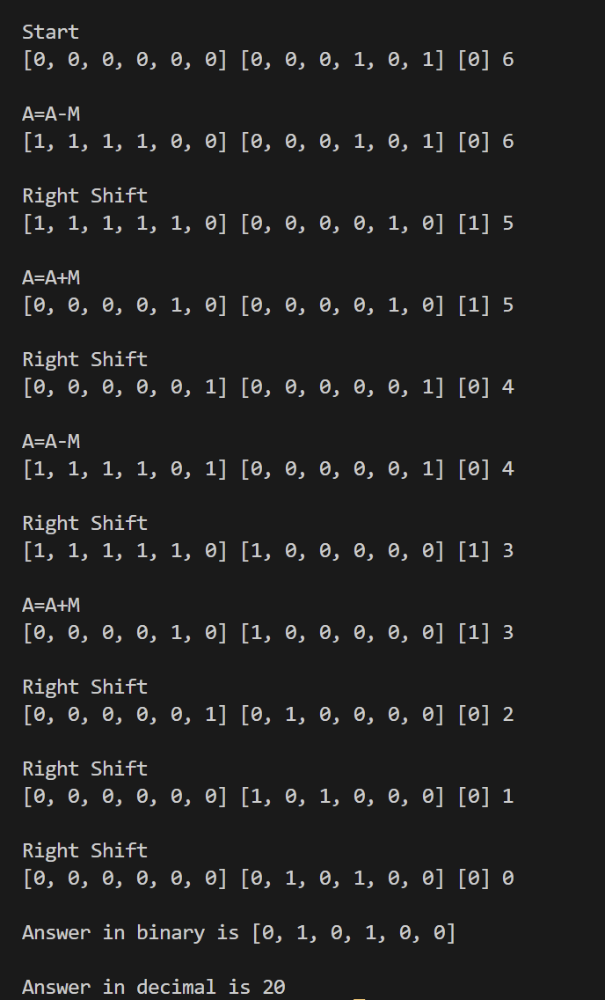 Start
[0, 0, 0, 0, 0, 0] [0, 0, 0, 1, 0, 1] [0] 6
A=A-M
[1, 1, 1, 1, 0, 0] [0, 0, 0, 1, 0, 1] [0] 6
Right Shift
[1, 1, 1, 1, 1, 0] [0, 0, 0, 0, 1, 0] [1] 5
A=A+M
[0, 0, 0, 0, 1, 0] [0, 0, 0, 0, 1, 0] [1] 5
Right Shift
[0, 0, 0, 0, 0, 1] [0, 0, 0, 0, 0, 1] [0] 4
A=A-M
[1, 1, 1, 1, 0, 1] [0, 0, 0, 0, 0, 1] [0] 4
Right Shift
[1, 1, 1, 1, 1, 0] [1, 0, 0, 0, 0, 0] [1] 3
A=A+M
[0, 0, 0, 0, 1, 0] [1, 0, 0, 0, 0, 0] [1] 3
Right Shift
[0, 0, 0, 0, 0, 1] [0, 1, 0, 0, 0, 0] [0] 2
Right Shift
[0, 0, 0, 0, 0, 0] [1, 0, 1, 0, 0, 0] [0] 1
Right Shift
[0, 0, 0, 0, 0, 0] [0, 1, 0, 1, 0, 0] [0] 0
Answer in binary is [0, 1, 0, 1, 0, 0]
Answer in decimal is 20